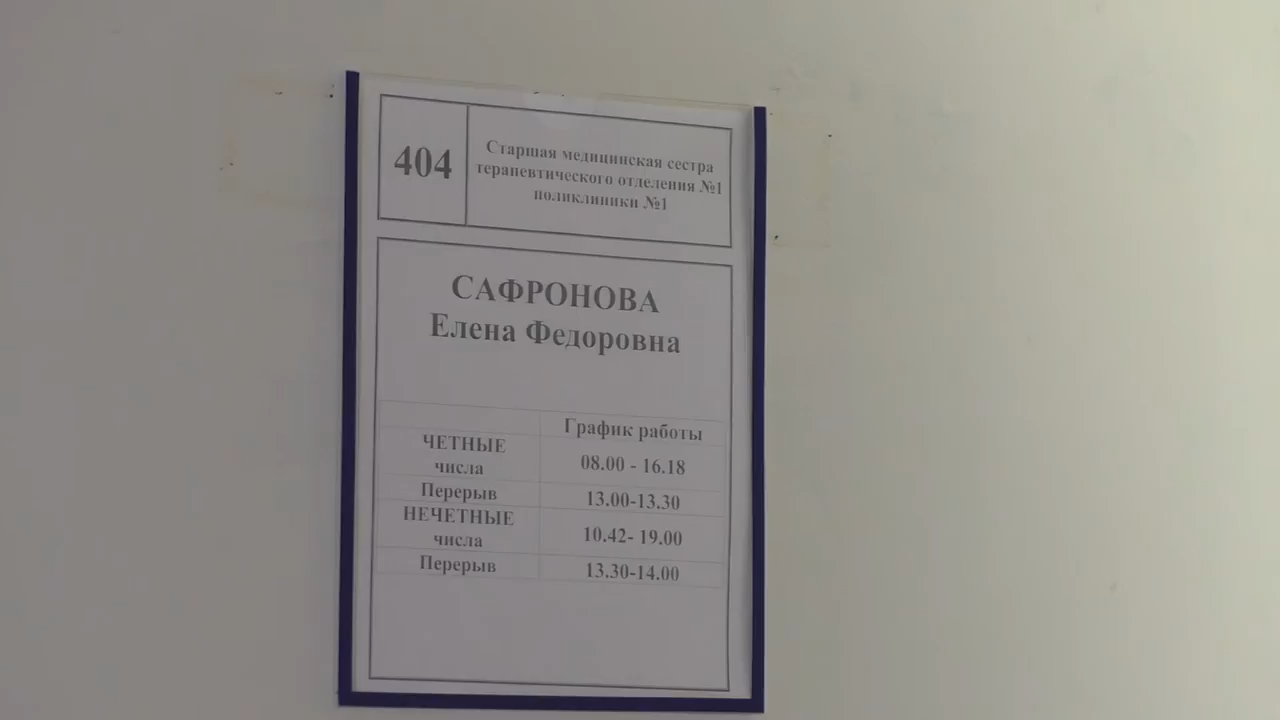 404
Старшая медицинская сестра
терапевтического отделения №1
поликлиники №1
САФРОНОВА
Елена Федоровна
График работы
ЧЕТНЫЕ
числа
08.00 - 16.18
Перерыв
13.00-13.30
НЕЧЕТНЫЕ
числа
10.42- 19.00
Перерыв
13.30-14.00